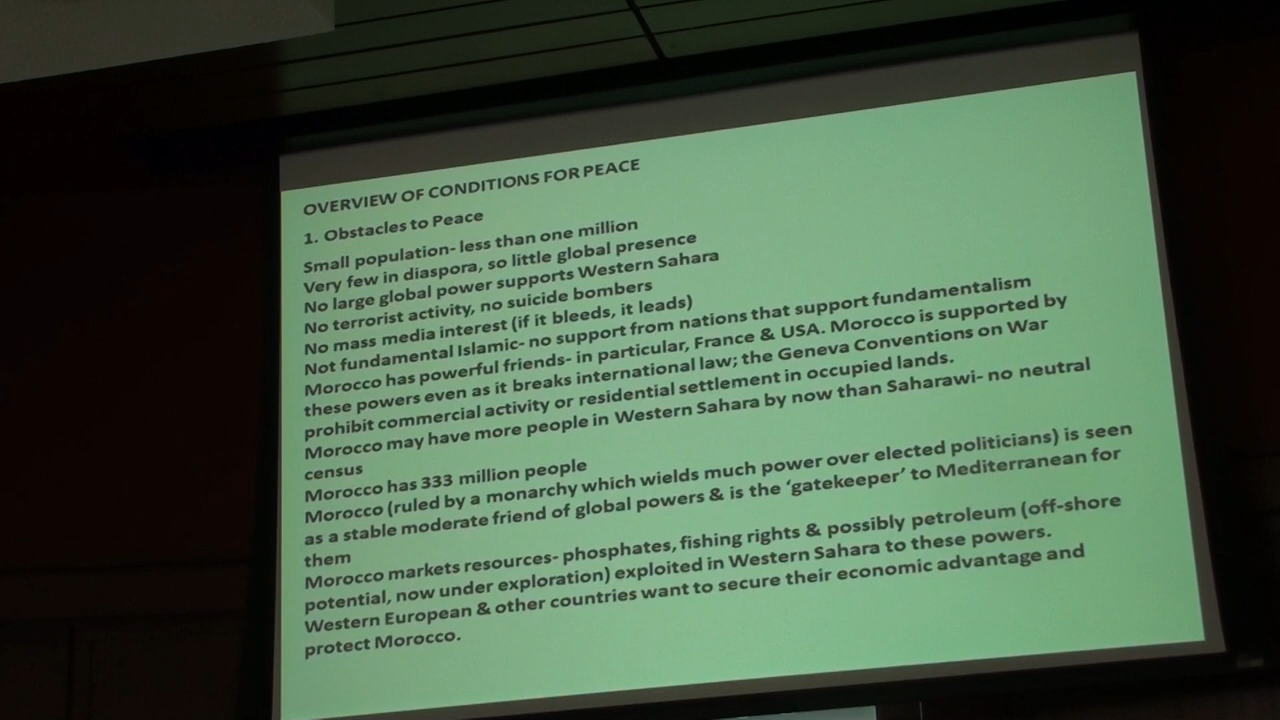 OVERVIEW OF CONDITIONS FOR PEACE
1. Obstacles to Peace
Small population- less than one million
Very few in diaspora, so little global presence
No large global power supports Western Sahara
No terrorist activity, no suicide bombers
No mass media interest (if it bleeds, it leads)
Not fundamental Islamic- no support from nations that support fundamentalism
Morocco has powerful friends- in particular, France & USA. Morocco is supported by
these powers even as it breaks international law; the Geneva Conventions on War
prohibit commercial activity or residential settlement in occupied lands.
Morocco may have more people in Western Sahara by now than Saharawi- no neutral
census
Morocco has 333 million people
Morocco (ruled by a monarchy which wields much power over elected politicians) is seen
as a stable moderate friend of global powers & is the ‘gatekeeper’ to Mediterranean for
them
Morocco markets resources- phosphates, fishing rights & possibly petroleum (off-shore
potential, now under exploration) exploited in Western Sahara to these powers.
Western European & other countries want to secure their economic advantage and
protect Morocco.